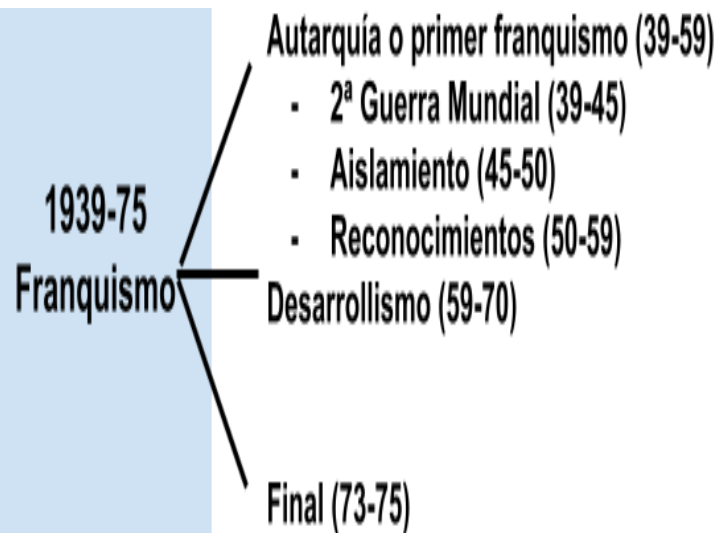 1939-75
Franquismo
Autarquía o primer franquismo (39-59)
- 2ª Guerra Mundial (39-45)
- Aislamiento (45-50)
- Reconocimientos (50-59)
Desarrollismo (59-70)
Final (73-75)